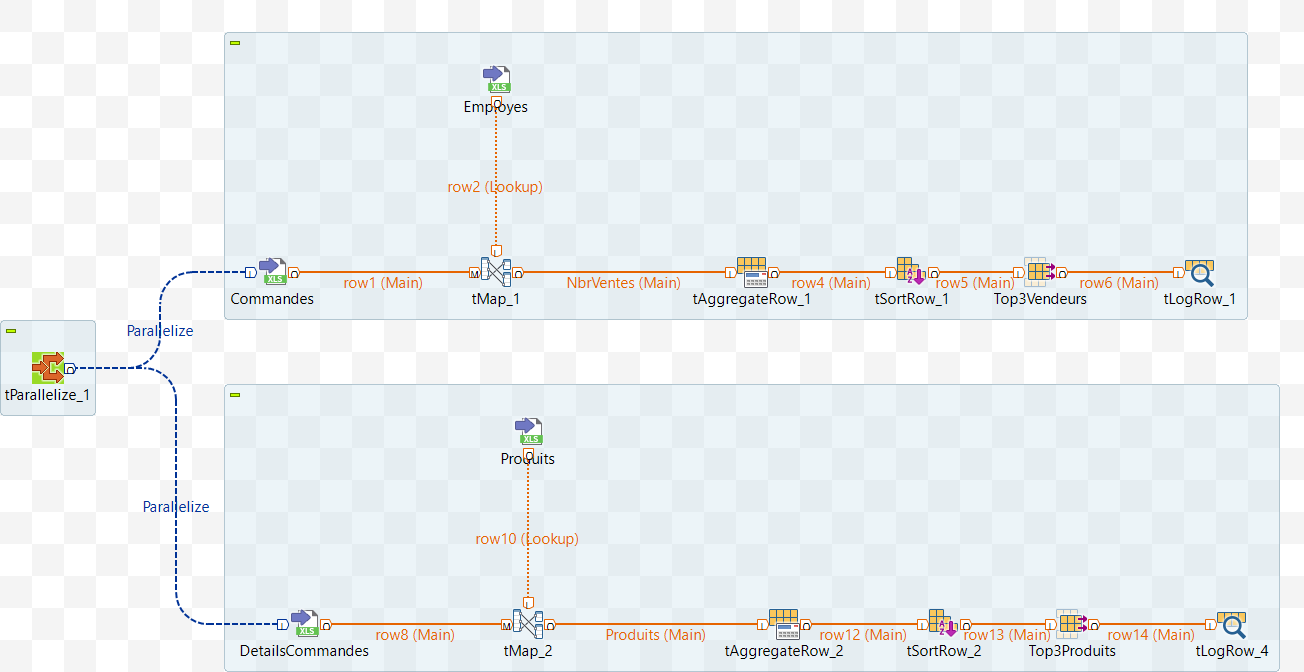 XLS
Employes
row2 (Lookup)
XLS
Commandes
row1 (Main)
M
tMap_1
NbrVentes (Main)
tAggregateRow_1
row4 (Main)
tSortRow_1
row5 (Main)
Top3Vendeurs
row6 (Main)
tLogRow_1
Parallelize
tParallelize_1
XLS
Produits
Parallelize
row10 (Lookup)
XLS
DetailsCommandes
row8 (Main)
M
tMap_2
Produits (Main)
tAggregateRow_2
row12 (Main)
tSortRow_2
row13 (Main)
Top3Produits
row14 (Main)
tLogRow_4